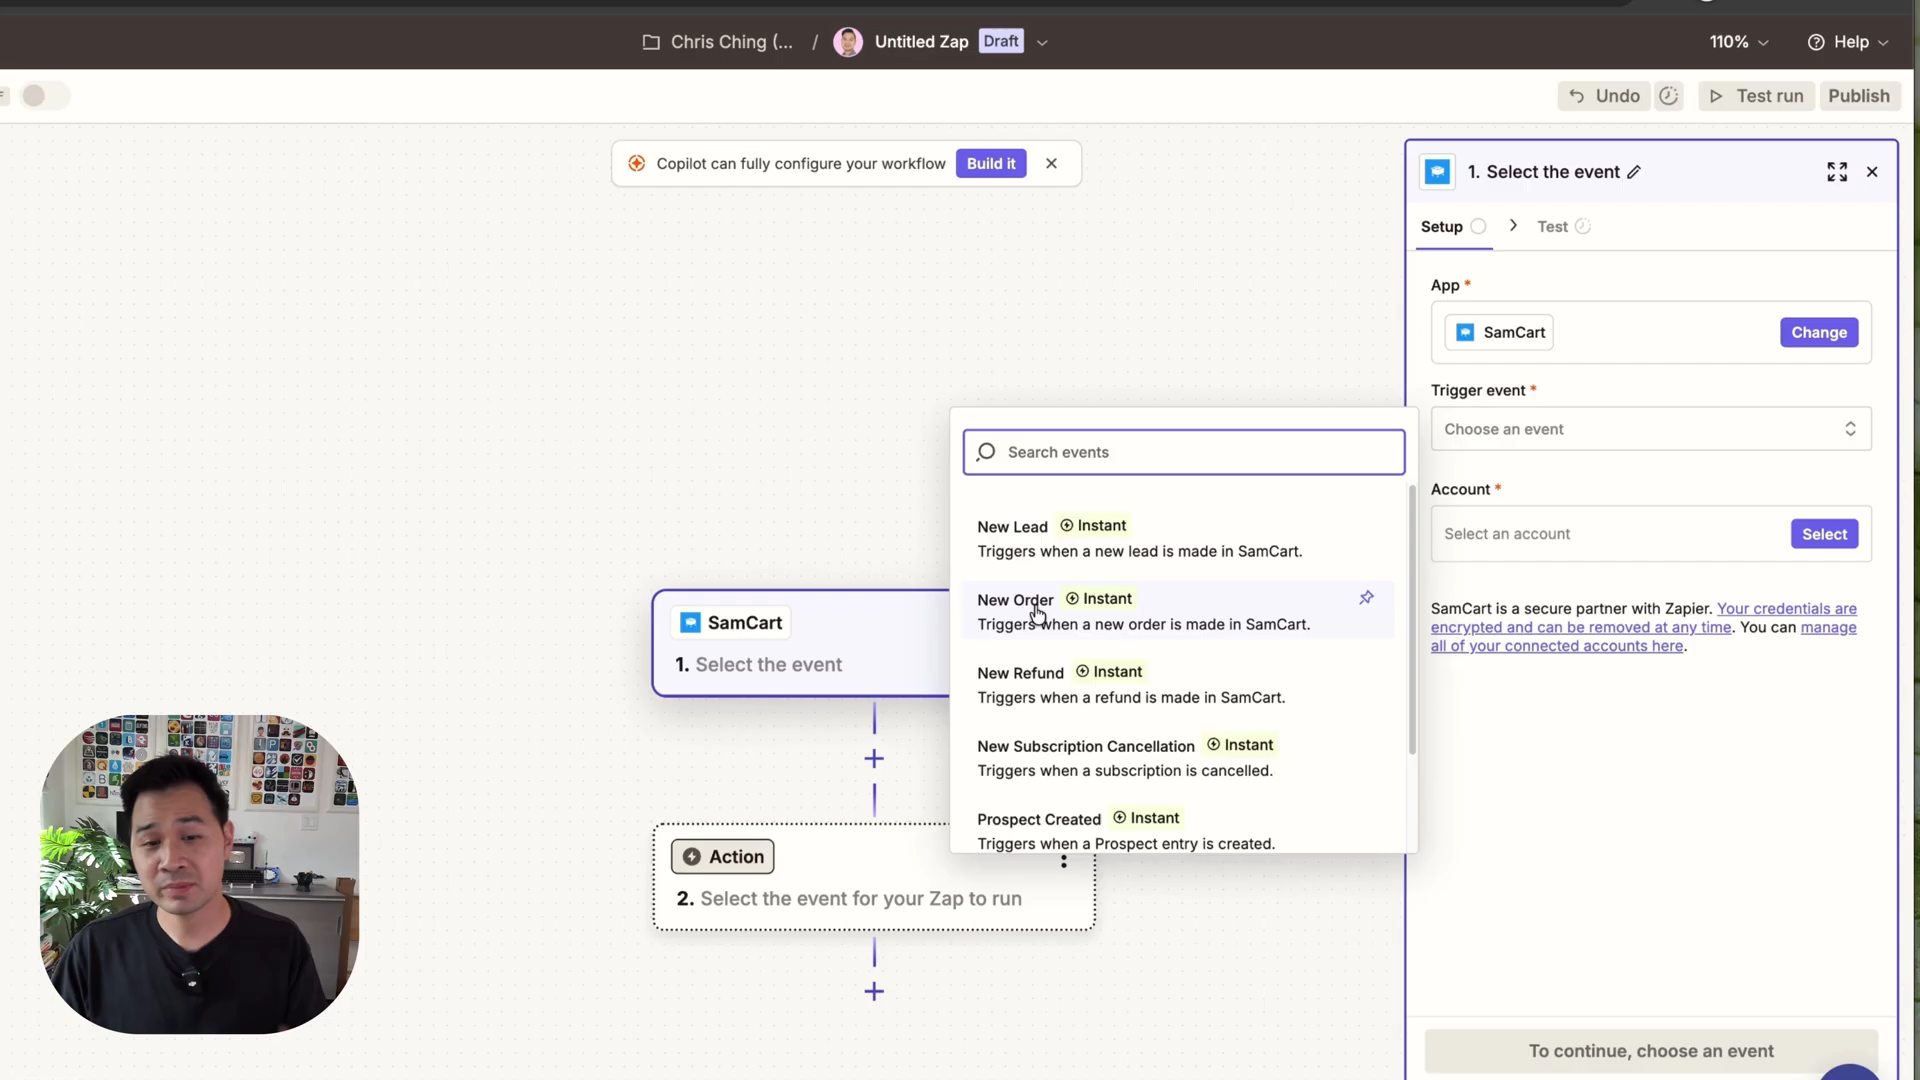 Chris Ching (... / Untitled Zap Draft
110% Help
Undo Test run Publish
Copilot can fully configure your workflow Build it
1. Select the event
Setup Test
App *
SamCart Change
Trigger event *
Choose an event
Account *
Select an account Select
SamCart is a secure partner with Zapier. Your credentials are
encrypted and can be removed at any time. You can manage
all of your connected accounts here.
To continue, choose an event
Search events
New Lead Instant
Triggers when a new lead is made in SamCart.
New Order Instant
Triggers when a new order is made in SamCart.
New Refund Instant
Triggers when a refund is made in SamCart.
New Subscription Cancellation Instant
Triggers when a subscription is cancelled.
Prospect Created Instant
Triggers when a Prospect entry is created.
SamCart
1. Select the event
Action
2. Select the event for your Zap to run